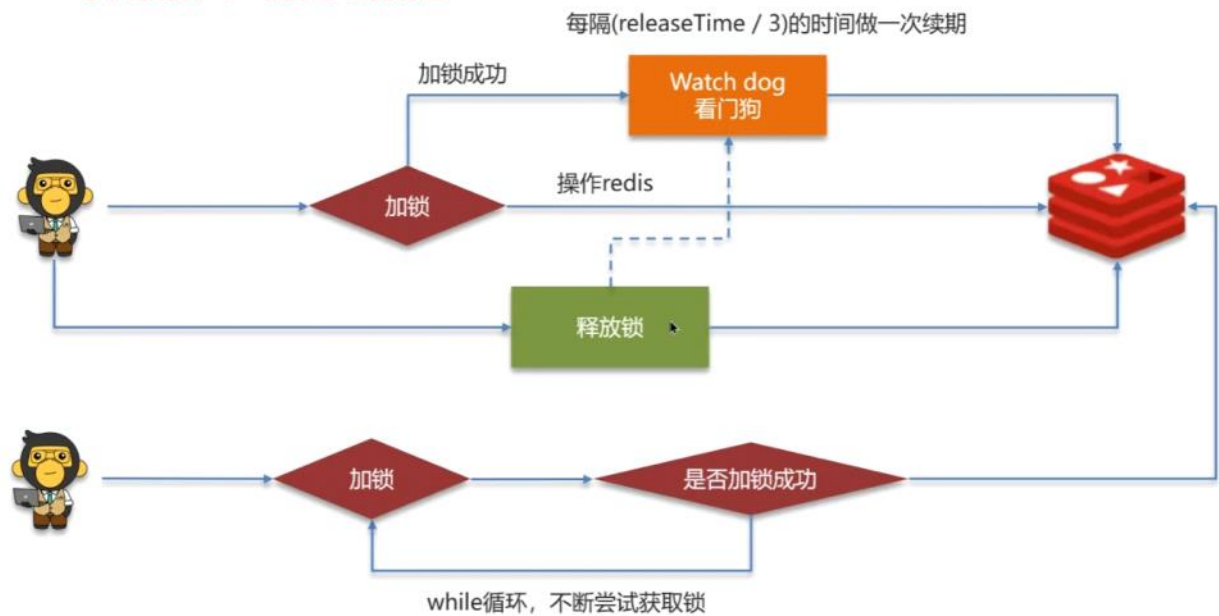 每隔(releaseTime / 3)的时间做一次续期
加锁成功
Watch dog
看门狗
加锁
操作redis
释放锁
加锁
是否加锁成功
while循环，不断尝试获取锁